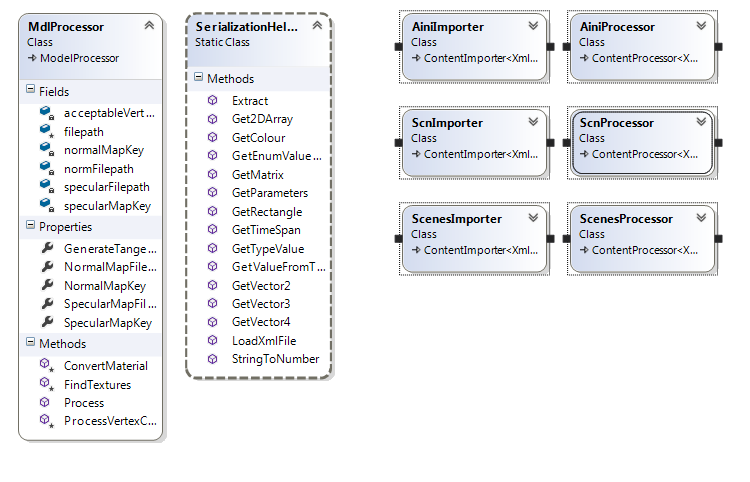 MdlProcessor
Class
ModelProcessor
Fields
acceptableVert...
filepath
normalMapKey
normFilepath
specularFilepath
specularMapKey
Properties
GenerateTange...
NormalMapFile...
NormalMapKey
SpecularMapFil...
SpecularMapKey
Methods
ConvertMaterial
FindTextures
Process
ProcessVertexC...
SerializationHel...
Static Class
Methods
Extract
Get2DArray
GetColour
GetEnumValue...
GetMatrix
GetParameters
GetRectangle
GetTimeSpan
GetTypeValue
GetValueFromT...
GetVector2
GetVector3
GetVector4
LoadXmlFile
StringToNumber
AiniImporter
Class
ContentImporter<Xml...
AiniProcessor
Class
ContentProcessor<X...
ScnImporter
Class
ContentImporter<Xml...
ScnProcessor
Class
ContentProcessor<X...
ScenesImporter
Class
ContentImporter<Xml...
ScenesProcessor
Class
ContentProcessor<X...